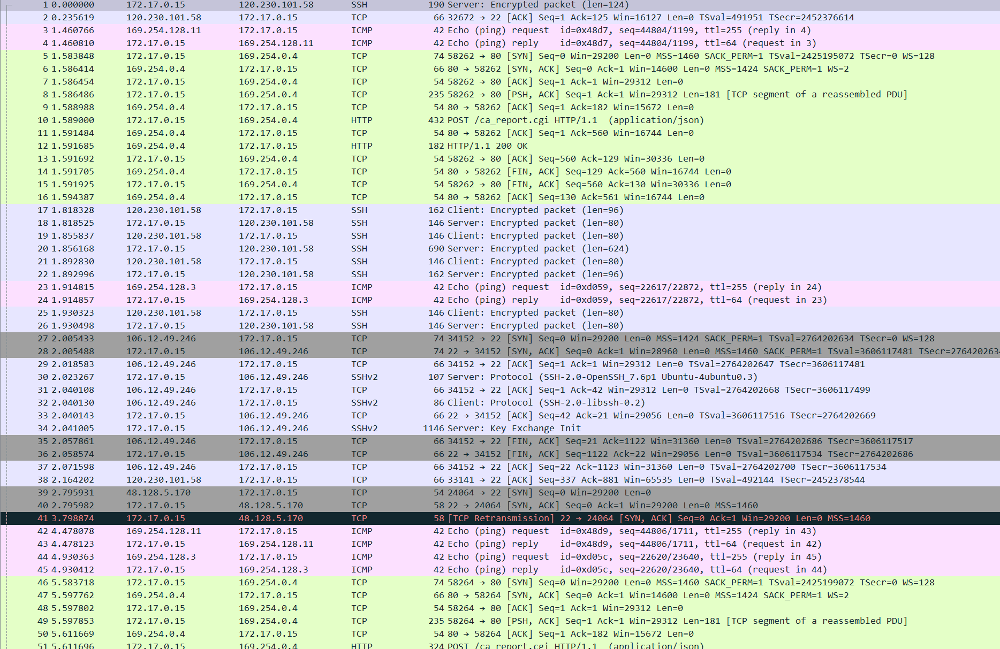 1 0.000000 172.17.0.15 120.230.101.58 SSH 190 Server: Encrypted packet (len=124)
2 0.235619 120.230.101.58 172.17.0.15 TCP 66 32672 → 22 [ACK] Seq=1 Ack=125 Win=16127 Len=0 TSval=491951 TSecr=2452376614
3 1.460766 169.254.128.11 172.17.0.15 ICMP 42 Echo (ping) request id=0x48d7, seq=44804/1199, ttl=255 (reply in 4)
4 1.460810 172.17.0.15 169.254.128.11 ICMP 42 Echo (ping) reply id=0x48d7, seq=44804/1199, ttl=64 (request in 3)
5 1.583848 172.17.0.15 169.254.0.4 TCP 74 58262 → 80 [SYN] Seq=0 Win=29200 Len=0 MSS=1460 SACK_PERM=1 TSval=2425195072 TSecr=0 WS=128
6 1.586414 169.254.0.4 172.17.0.15 TCP 66 80 → 58262 [SYN, ACK] Seq=0 Ack=1 Win=14600 Len=0 MSS=1424 SACK_PERM=1 WS=2
7 1.586454 172.17.0.15 169.254.0.4 TCP 54 58262 → 80 [ACK] Seq=1 Ack=1 Win=29312 Len=0
8 1.586486 172.17.0.15 169.254.0.4 TCP 235 58262 → 80 [PSH, ACK] Seq=1 Ack=1 Win=29312 Len=181 [TCP segment of a reassembled PDU]
9 1.588988 169.254.0.4 172.17.0.15 TCP 54 80 → 58262 [ACK] Seq=1 Ack=182 Win=15672 Len=0
10 1.589000 172.17.0.15 169.254.0.4 HTTP 432 POST /ca_report.cgi HTTP/1.1 (application/json)
11 1.591484 169.254.0.4 172.17.0.15 TCP 54 80 → 58262 [ACK] Seq=1 Ack=560 Win=16744 Len=0
12 1.591685 169.254.0.4 172.17.0.15 HTTP 182 HTTP/1.1 200 OK
13 1.591692 172.17.0.15 169.254.0.4 TCP 54 58262 → 80 [ACK] Seq=560 Ack=129 Win=30336 Len=0
14 1.591705 169.254.0.4 172.17.0.15 TCP 54 80 → 58262 [FIN, ACK] Seq=129 Ack=560 Win=16744 Len=0
15 1.591925 172.17.0.15 169.254.0.4 TCP 54 58262 → 80 [FIN, ACK] Seq=560 Ack=130 Win=30336 Len=0
16 1.594387 169.254.0.4 172.17.0.15 TCP 54 80 → 58262 [ACK] Seq=130 Ack=561 Win=16744 Len=0
17 1.818328 120.230.101.58 172.17.0.15 SSH 162 Client: Encrypted packet (len=96)
18 1.818525 172.17.0.15 120.230.101.58 SSH 146 Server: Encrypted packet (len=80)
19 1.855837 120.230.101.58 172.17.0.15 SSH 146 Client: Encrypted packet (len=80)
20 1.856168 172.17.0.15 120.230.101.58 SSH 690 Server: Encrypted packet (len=624)
21 1.892830 120.230.101.58 172.17.0.15 SSH 146 Client: Encrypted packet (len=80)
22 1.892996 172.17.0.15 120.230.101.58 SSH 162 Server: Encrypted packet (len=96)
23 1.914815 169.254.128.3 172.17.0.15 ICMP 42 Echo (ping) request id=0xd059, seq=22617/22872, ttl=255 (reply in 24)
24 1.914857 172.17.0.15 169.254.128.3 ICMP 42 Echo (ping) reply id=0xd059, seq=22617/22872, ttl=64 (request in 23)
25 1.930323 120.230.101.58 172.17.0.15 SSH 146 Client: Encrypted packet (len=80)
26 1.930498 172.17.0.15 120.230.101.58 SSH 146 Server: Encrypted packet (len=80)
27 2.005433 106.12.49.246 172.17.0.15 TCP 74 34152 → 22 [SYN] Seq=0 Win=29200 Len=0 MSS=1424 SACK_PERM=1 TSval=2764202634 TSecr=0 WS=128
28 2.005488 172.17.0.15 106.12.49.246 TCP 74 22 → 34152 [SYN, ACK] Seq=0 Ack=1 Win=28960 Len=0 MSS=1460 SACK_PERM=1 TSval=3606117481 TSecr=2764202634
29 2.018583 106.12.49.246 172.17.0.15 TCP 66 34152 → 22 [ACK] Seq=1 Ack=1 Win=29312 Len=0 TSval=2764202647 TSecr=3606117481
30 2.023267 172.17.0.15 106.12.49.246 SSHv2 107 Server: Protocol (SSH-2.0-OpenSSH_7.6p1 Ubuntu-4ubuntu0.3)
31 2.040108 106.12.49.246 172.17.0.15 TCP 66 34152 → 22 [ACK] Seq=1 Ack=42 Win=29312 Len=0 TSval=2764202668 TSecr=3606117499
32 2.040130 106.12.49.246 172.17.0.15 SSHv2 86 Client: Protocol (SSH-2.0-libssh-0.2)
33 2.040143 172.17.0.15 106.12.49.246 TCP 66 22 → 34152 [ACK] Seq=42 Ack=21 Win=29056 Len=0 TSval=3606117516 TSecr=2764202669
34 2.041005 172.17.0.15 106.12.49.246 SSHv2 1146 Server: Key Exchange Init
35 2.057861 106.12.49.246 172.17.0.15 TCP 66 34152 → 22 [FIN, ACK] Seq=21 Ack=1122 Win=31360 Len=0 TSval=2764202686 TSecr=3606117517
36 2.058574 172.17.0.15 106.12.49.246 TCP 66 22 → 34152 [FIN, ACK] Seq=1122 Ack=22 Win=29056 Len=0 TSval=3606117534 TSecr=2764202686
37 2.071598 106.12.49.246 172.17.0.15 TCP 66 34152 → 22 [ACK] Seq=22 Ack=1123 Win=31360 Len=0 TSval=2764202700 TSecr=3606117534
38 2.164202 120.230.101.58 172.17.0.15 TCP 66 33141 → 22 [ACK] Seq=337 Ack=881 Win=65535 Len=0 TSval=492144 TSecr=2452378544
39 2.795931 48.128.5.170 172.17.0.15 TCP 54 24064 → 22 [SYN] Seq=0 Win=29200 Len=0
40 2.795982 172.17.0.15 48.128.5.170 TCP 58 22 → 24064 [SYN, ACK] Seq=0 Ack=1 Win=29200 Len=0 MSS=1460
41 3.798874 172.17.0.15 48.128.5.170 TCP 58 [TCP Retransmission] 22 → 24064 [SYN, ACK] Seq=0 Ack=1 Win=29200 Len=0 MSS=1460
42 4.478078 169.254.128.11 172.17.0.15 ICMP 42 Echo (ping) request id=0x48d9, seq=44806/1711, ttl=255 (reply in 43)
43 4.478123 172.17.0.15 169.254.128.11 ICMP 42 Echo (ping) reply id=0x48d9, seq=44806/1711, ttl=64 (request in 42)
44 4.930363 169.254.128.3 172.17.0.15 ICMP 42 Echo (ping) request id=0xd05c, seq=22620/23640, ttl=255 (reply in 45)
45 4.930412 172.17.0.15 169.254.128.3 ICMP 42 Echo (ping) reply id=0xd05c, seq=22620/23640, ttl=64 (request in 44)
46 5.583718 172.17.0.15 169.254.0.4 TCP 74 58264 → 80 [SYN] Seq=0 Win=29200 Len=0 MSS=1460 SACK_PERM=1 TSval=2425199072 TSecr=0 WS=128
47 5.597762 169.254.0.4 172.17.0.15 TCP 66 80 → 58264 [SYN, ACK] Seq=0 Ack=1 Win=14600 Len=0 MSS=1424 SACK_PERM=1 WS=2
48 5.597802 172.17.0.15 169.254.0.4 TCP 54 58264 → 80 [ACK] Seq=1 Ack=1 Win=29312 Len=0
49 5.597853 172.17.0.15 169.254.0.4 TCP 235 58264 → 80 [PSH, ACK] Seq=1 Ack=1 Win=29312 Len=181 [TCP segment of a reassembled PDU]
50 5.611669 169.254.0.4 172.17.0.15 TCP 54 80 → 58264 [ACK] Seq=1 Ack=182 Win=15672 Len=0
51 5.611696 172.17.0.15 169.254.0.4 HTTP 324 POST /ca_report.cgi HTTP/1.1 (application/json)